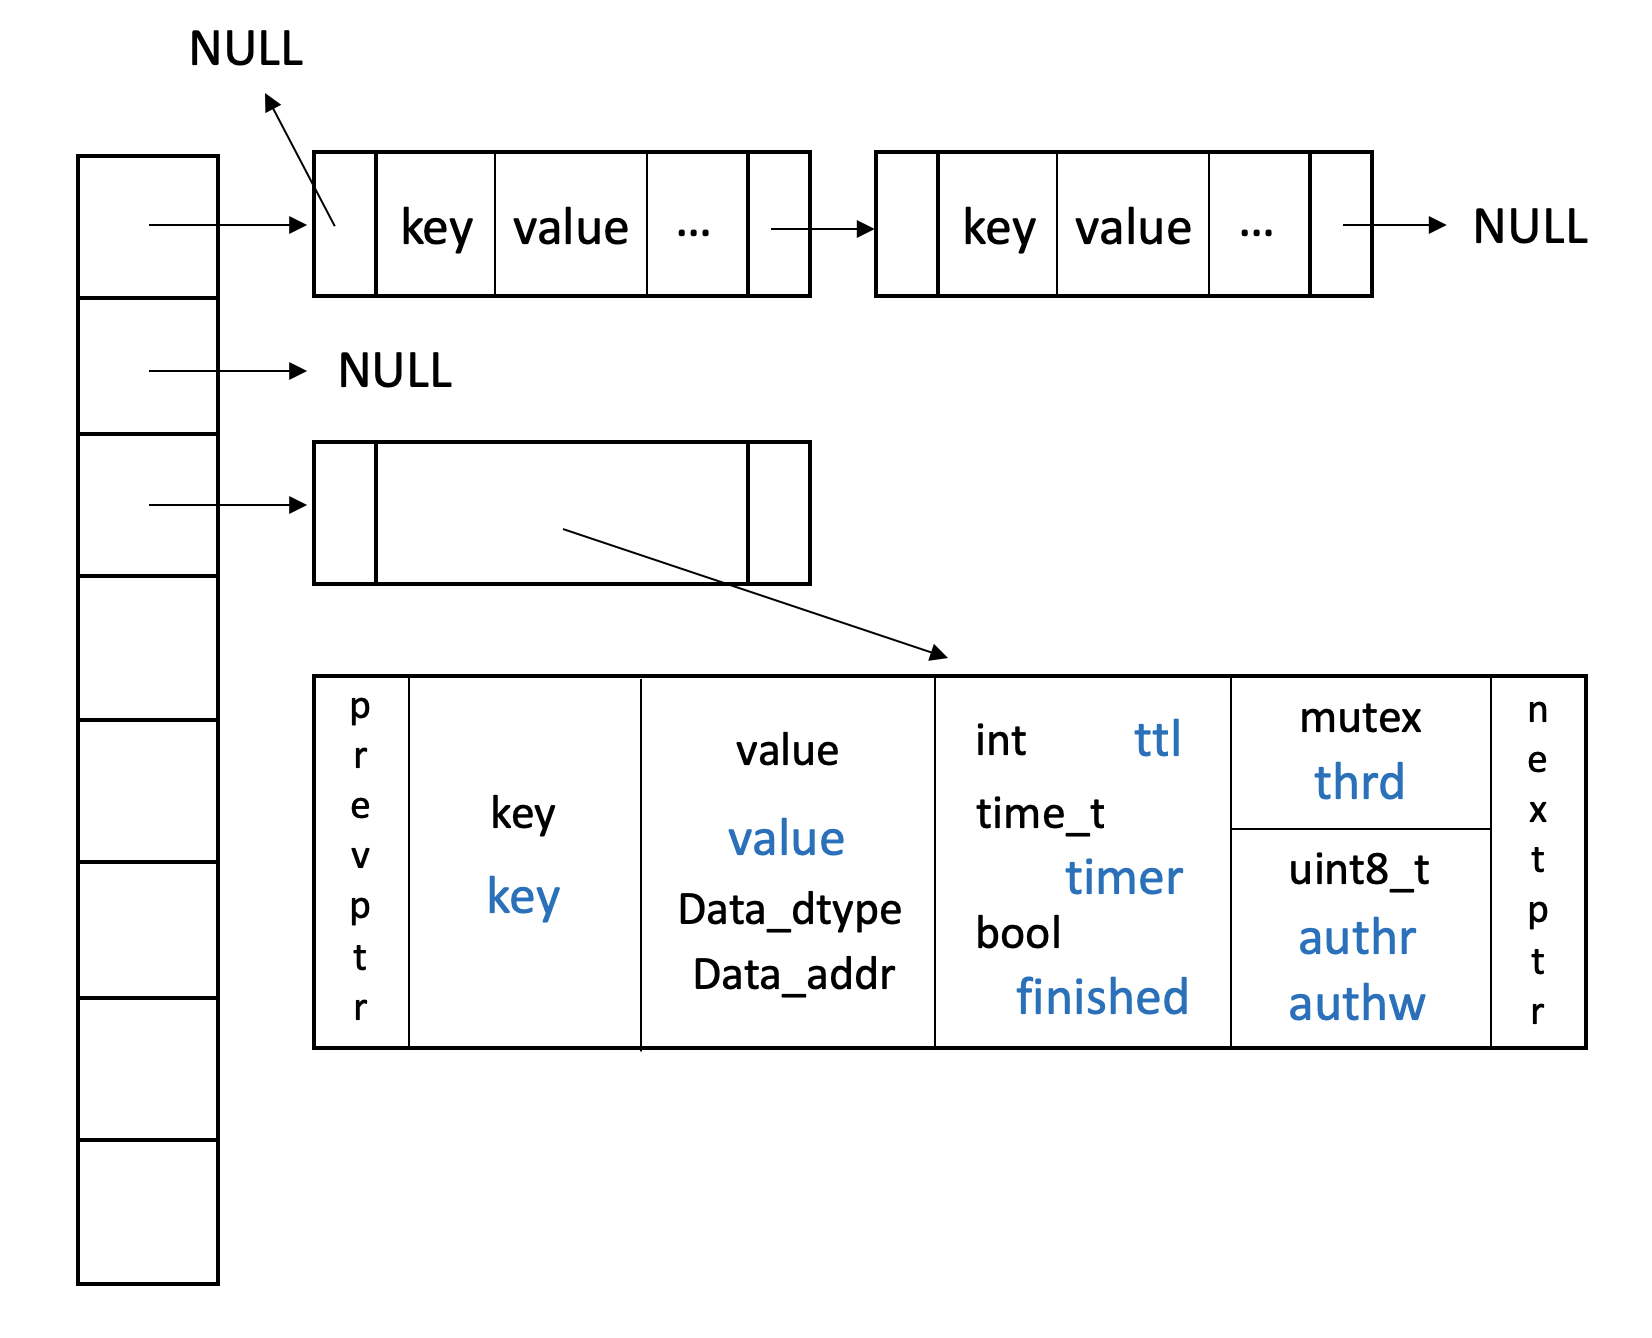 NULL
key value ... key value ... NULL
NULL
prevptr
key
key
value
value
Data_dtype
Data_addr
int ttl
time_t
timer
bool
finished
mutex
thrd
uint8_t
authr
authw
nextptr